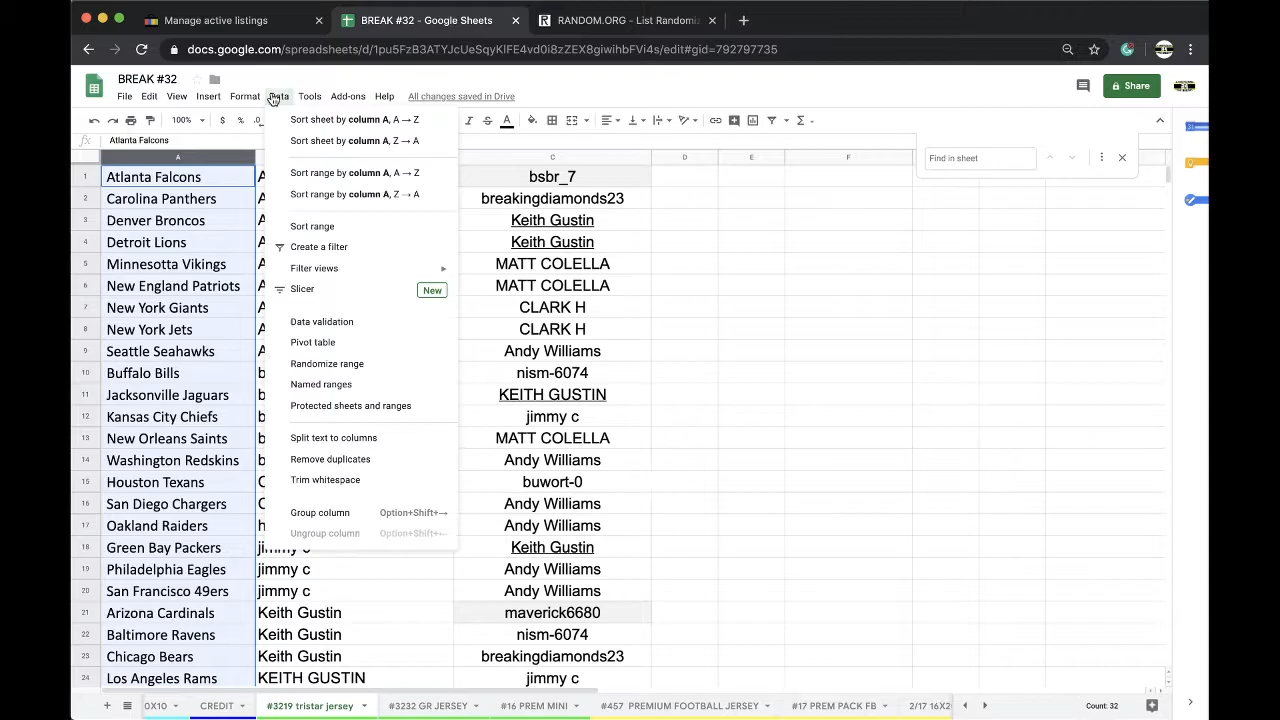 Manage active listings
BREAK #32 - Google Sheets
RANDOM.ORG - List Randomiz
docs.google.com/spreadsheets/d/1pu5FzB3ATYJcUeSqyKlFE4vd0i8zZEX8giwihbFVi4s/edit#gid=792797735
BREAK #32
File Edit View Insert Format Data Tools Add-ons Help All changes saved in Drive
Share
100% $ % .0
fx Atlanta Falcons
Find in sheet
A C D E F
Sort sheet by column A, A → Z
Sort sheet by column A, Z → A
Sort range by column A, A → Z
Sort range by column A, Z → A
Sort range
Create a filter
Filter views
Slicer New
Data validation
Pivot table
Randomize range
Named ranges
Protected sheets and ranges
Split text to columns
Remove duplicates
Trim whitespace
Group column Option+Shift+→
Ungroup column Option+Shift+←
1 Atlanta Falcons A bsbr_7
2 Carolina Panthers A breakingdiamonds23
3 Denver Broncos A Keith Gustin
4 Detroit Lions A Keith Gustin
5 Minnesotta Vikings A MATT COLELLA
6 New England Patriots A MATT COLELLA
7 New York Giants A CLARK H
8 New York Jets A CLARK H
9 Seattle Seahawks A Andy Williams
10 Buffalo Bills b nism-6074
11 Jacksonville Jaguars b KEITH GUSTIN
12 Kansas City Chiefs b jimmy c
13 New Orleans Saints b MATT COLELLA
14 Washington Redskins b Andy Williams
15 Houston Texans C buwort-0
16 San Diego Chargers C Andy Williams
17 Oakland Raiders h Andy Williams
18 Green Bay Packers jimmy c Keith Gustin
19 Philadelphia Eagles jimmy c Andy Williams
20 San Francisco 49ers jimmy c Andy Williams
21 Arizona Cardinals Keith Gustin maverick6680
22 Baltimore Ravens Keith Gustin nism-6074
23 Chicago Bears Keith Gustin breakingdiamonds23
24 Los Angeles Rams KEITH GUSTIN jimmy c
0X10 CREDIT #3219 tristar jersey #3232 GR JERSEY #16 PREM MINI #457 PREMIUM FOOTBALL JERSEY #17 PREM PACK FB 2/17 16X2 Count: 32